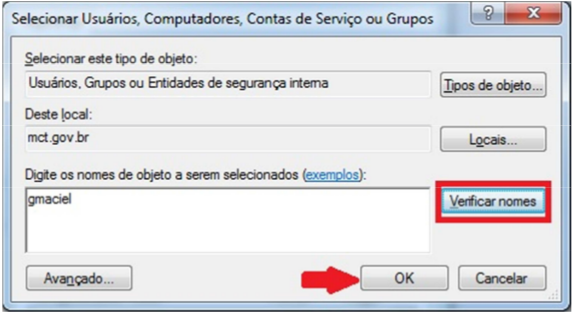 Selecionar Usuários, Computadores, Contas de Serviço ou Grupos
Selecionar este tipo de objeto:
Usuários, Grupos ou Entidades de segurança interna
Tipos de objeto...
Deste local:
mct.gov.br
Locais...
Digite os nomes de objeto a serem selecionados (exemplos):
gmaciel
Verificar nomes
Avançado...
OK
Cancelar